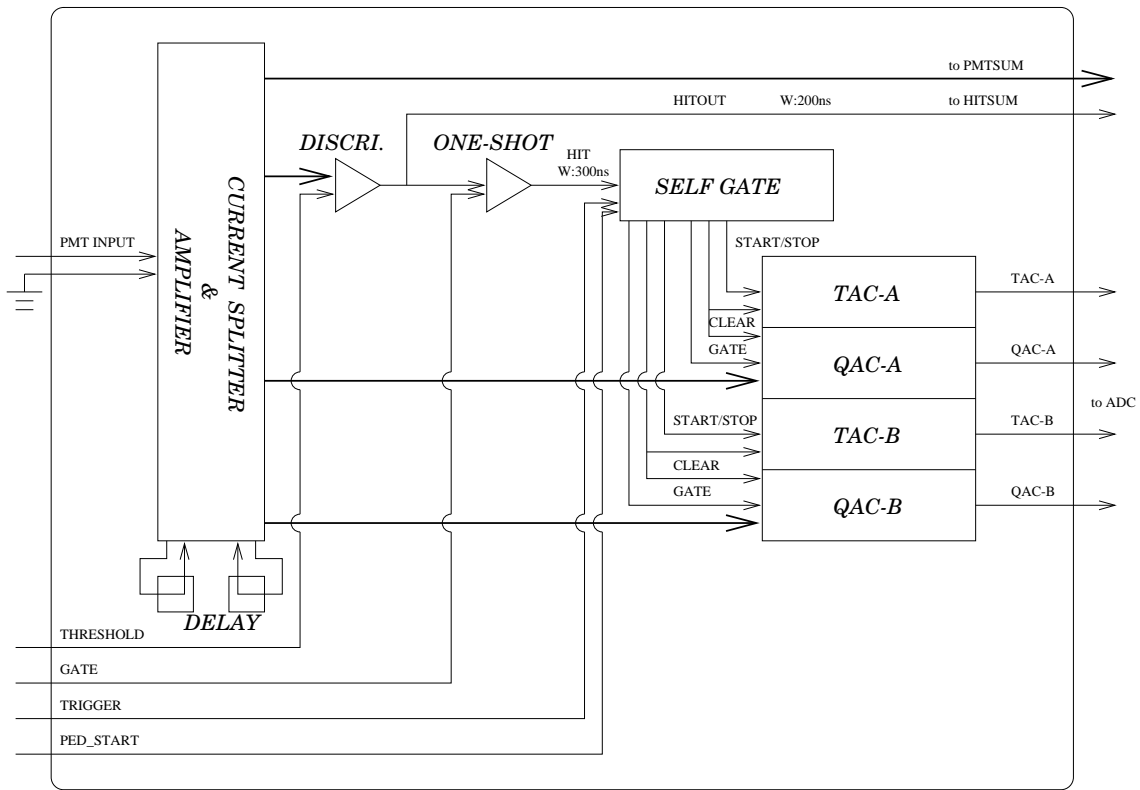 to PMTSUM
HITOUT W:200ns to HITSUM
DISCRI. ONE-SHOT
HIT
W:300ns
SELF GATE
PMT INPUT
CURRENT SPLITTER
&
AMPLIFIER
START/STOP
TAC-A TAC-A
CLEAR
GATE QAC-A QAC-A
to ADC
START/STOP TAC-B TAC-B
CLEAR
GATE QAC-B QAC-B
DELAY
THRESHOLD
GATE
TRIGGER
PED_START